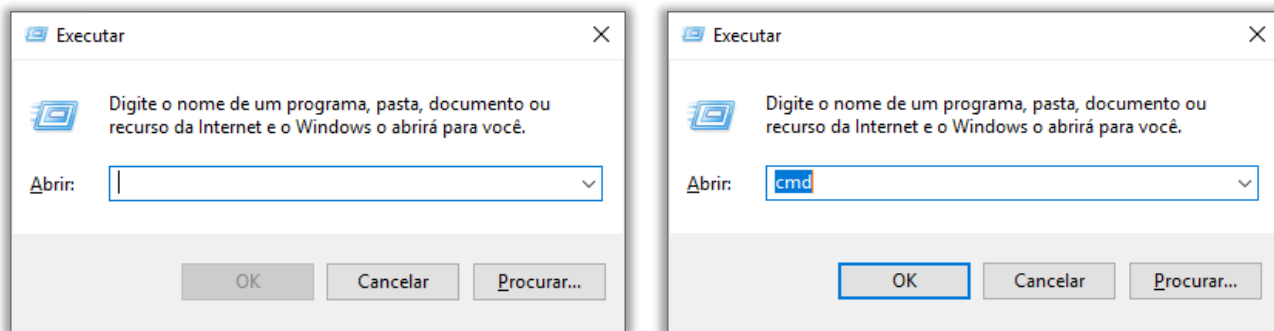 Executar
Digite o nome de um programa, pasta, documento ou
recurso da Internet e o Windows o abrirá para você.
Abrir:
OK Cancelar Procurar...
Executar
Digite o nome de um programa, pasta, documento ou
recurso da Internet e o Windows o abrirá para você.
Abrir: cmd
OK Cancelar Procurar...